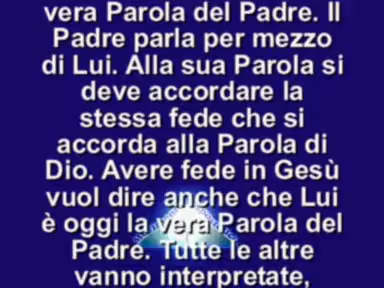 vera Parola del Padre. Il
Padre parla per mezzo
di Lui. Alla sua Parola si
deve accordare la
stessa fede che si
accorda alla Parola di
Dio. Avere fede in Gesù
vuol dire anche che Lui
è oggi la vera Parola del
Padre. Tutte le altre
vanno interpretate,